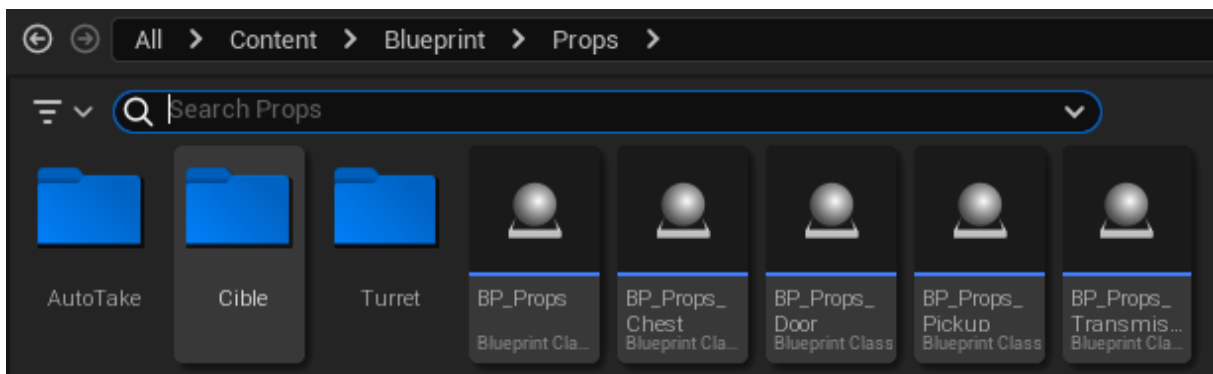 All > Content > Blueprint > Props >
Search Props
AutoTake
Cible
Turret
BP_Props
Blueprint Cla...
BP_Props_
Chest
Blueprint Cla...
BP_Props_
Door
Blueprint Class
BP_Props_
Pickup
Blueprint Class
BP_Props_
Transmis...
Blueprint Cla...